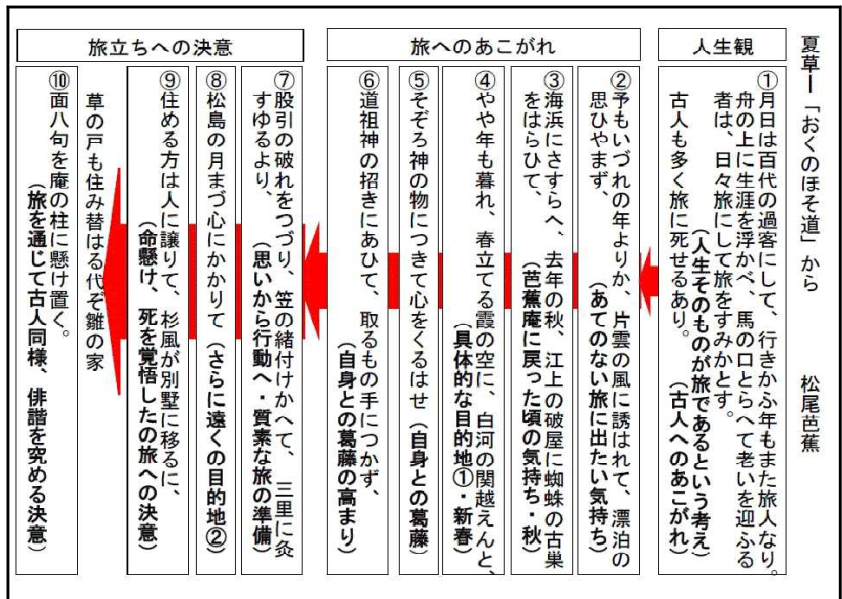 夏草ー「おくのほそ道」から　松尾芭蕉
人生観
①月日は百代の過客にして、行きかふ年もまた旅人なり。
舟の上に生涯を浮かべ、馬の口とらへて老いを迎ふる
者は、日々旅にして旅をすみかとす。
（人生そのものが旅であるという考え）
古人も多く旅に死せるあり。（古人へのあこがれ）
旅へのあこがれ
②予もいづれの年よりか、片雲の風に誘はれて、漂泊の
思ひやまず、（あてのない旅に出たい気持ち）
③海浜にさすらへ、去年の秋、江上の破屋に蜘蛛の古巣
をはらひて、（芭蕉庵に戻った頃の気持ち・秋）
④やや年も暮れ、春立てる霞の空に、白河の関越えんと、
（具体的な目的地①・新春）
⑤そぞろ神の物につきて心をくるはせ（自身との葛藤）
⑥道祖神の招きにあひて、取るもの手につかず、
（自身との葛藤の高まり）
旅立ちへの決意
⑦股引の破れをつづり、笠の緒付けかへて、三里に灸
すゆるより、（思いから行動へ・質素な旅の準備）
⑧松島の月まづ心にかかりて（さらに遠くの目的地②）
⑨住める方は人に譲りて、杉風が別墅に移るに、
（命懸け、死を覚悟したの旅への決意）
草の戸も住み替はる代ぞ雛の家
⑩面八句を庵の柱に懸け置く。
（旅を通じて古人同様、俳諧を究める決意）